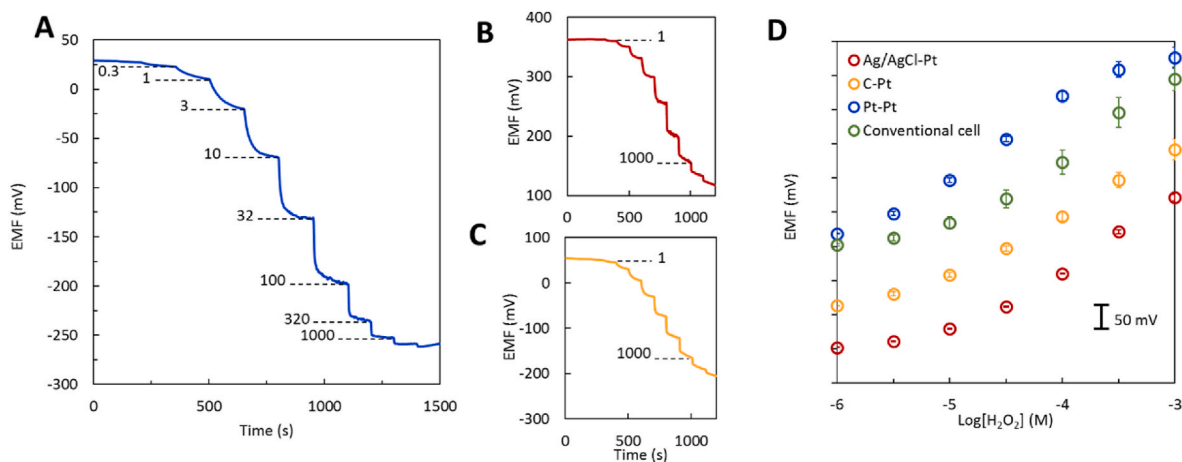 A
EMF (mV)
50
0
-50
-100
-150
-200
-250
-300
0.3
1
3
10
32
100
320
1000
0
500
1000
1500
Time (s)
B
EMF (mV)
400
300
200
100
1
1000
0
500
1000
C
EMF (mV)
100
0
-100
-200
-300
1
1000
0
500
1000
Time (s)
D
EMF (mV)
Ag/AgCl-Pt
C-Pt
Pt-Pt
Conventional cell
50 mV
-6
-5
-4
-3
Log[H₂O₂] (M)